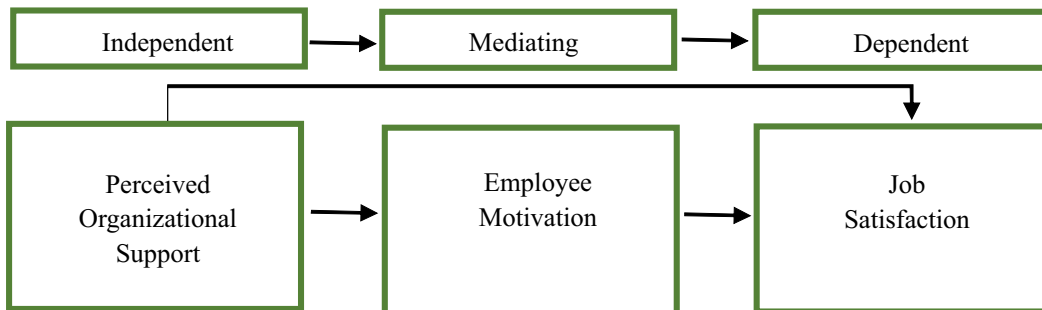 Independent
Mediating
Dependent
Perceived
Organizational
Support
Employee
Motivation
Job
Satisfaction